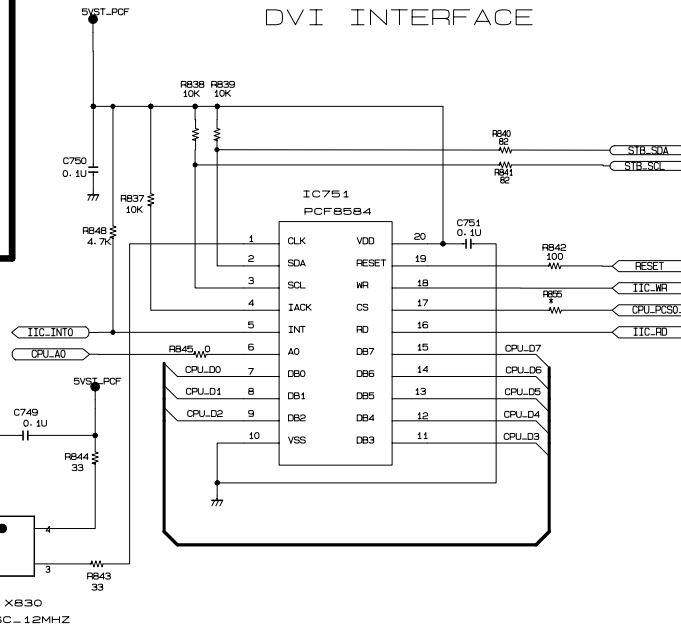 DVI INTERFACE
5VST_PCF
R838 R839
10K 10K
R840
82
STB_SDA
C750
0.1U
STB_SCL
R841
82
R837
10K
IC751
PCF8584
R848
4.7K
C751
0.1U
1 CLK VDD 20
R842
100
2 SDA RESET 19
RESET
3 SCL WR 18
IIC_WR
R855
*
4 IACK CS 17
CPU_PCS0
IIC_INT0
5 INT RD 16
IIC_RD
CPU_A0
R845 0
6 A0 DB7 15 CPU_D7
CPU_D0 7 DB0 DB6 14 CPU_D6
5VST_PCF
CPU_D1 8 DB1 DB5 13 CPU_D5
CPU_D2 9 DB2 DB4 12 CPU_D4
C749
0.1U
10 VSS DB3 11 CPU_D3
R844
33
4
3
R843
33
X830
SC_12MHZ